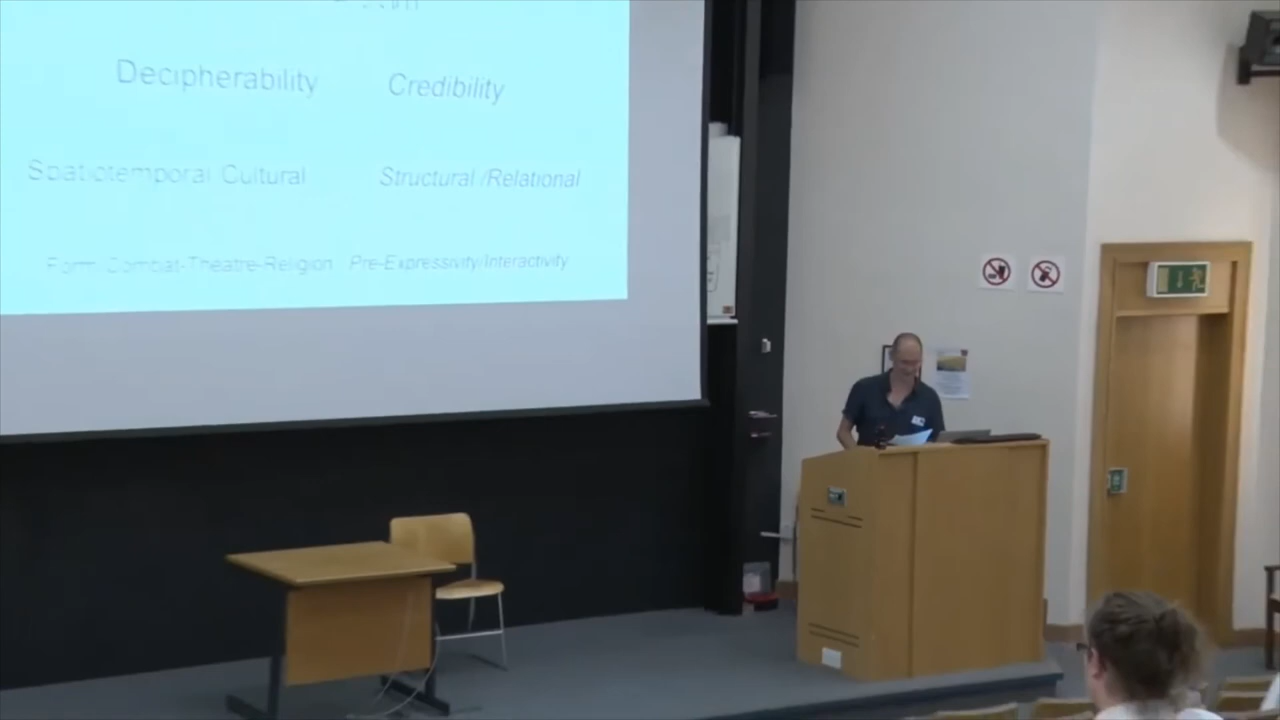 Decipherability Credibility
Spatiotemporal Cultural Structural /Relational
Form/Combat-Theatre-Religion Pre-Expressivity/Interactivity